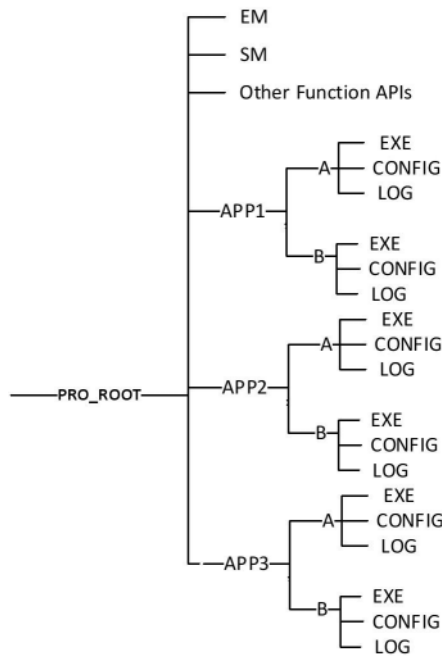 EM
SM
Other Function APIs
EXE
A
CONFIG
LOG
APP1
EXE
B
CONFIG
LOG
EXE
A
CONFIG
LOG
PRO_ROOT
APP2
EXE
B
CONFIG
LOG
EXE
A
CONFIG
LOG
APP3
EXE
B
CONFIG
LOG